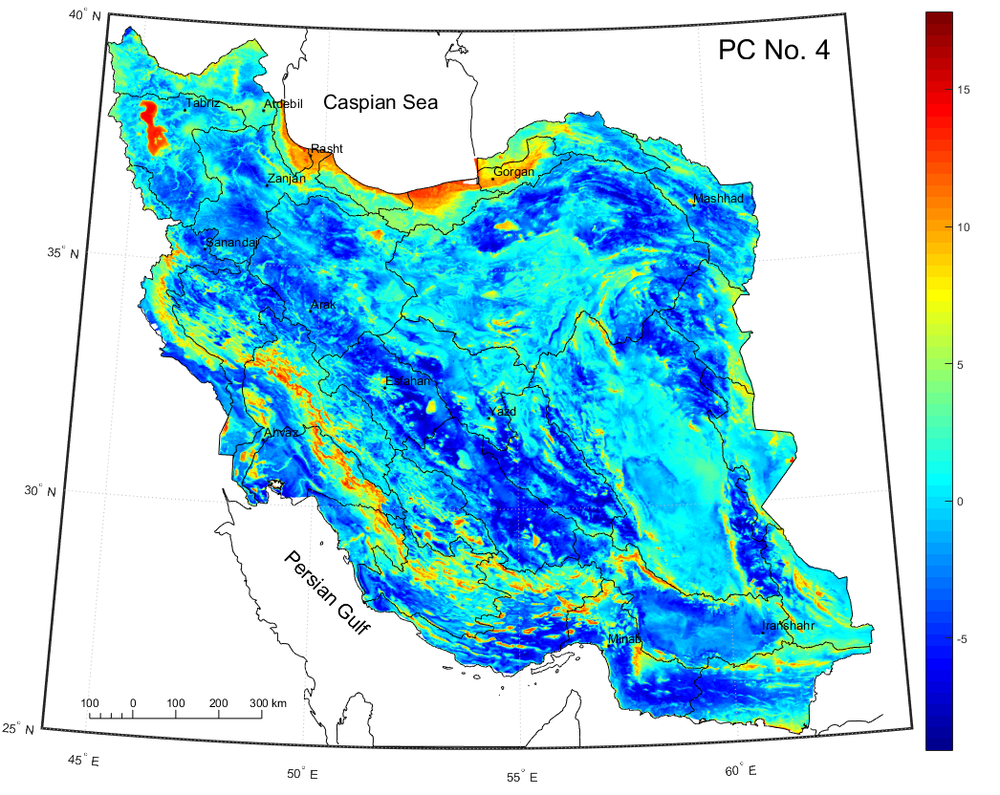 40° N
PC No. 4
Caspian Sea
15
Tabriz
Ardebil
Rasht
Gorgan
Zanjan
Mashhad
10
Sanandaj
35° N
Arak
5
Esfahan
Yazd
Ahvaz
30° N
0
Persian Gulf
Iranshahr
Minab
-5
100 0 100 200 300 km
25° N
45° E
50° E
55° E
60° E